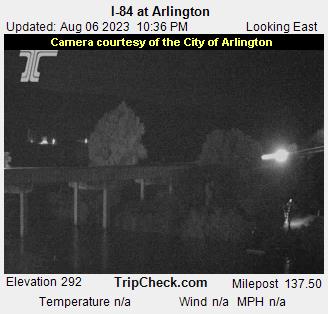 I-84 at Arlington
Updated: Aug 06 2023 10:36 PM Looking East
Camera courtesy of the City of Arlington
Elevation 292 TripCheck.com Milepost 137.50
Temperature n/a Wind n/a MPH n/a